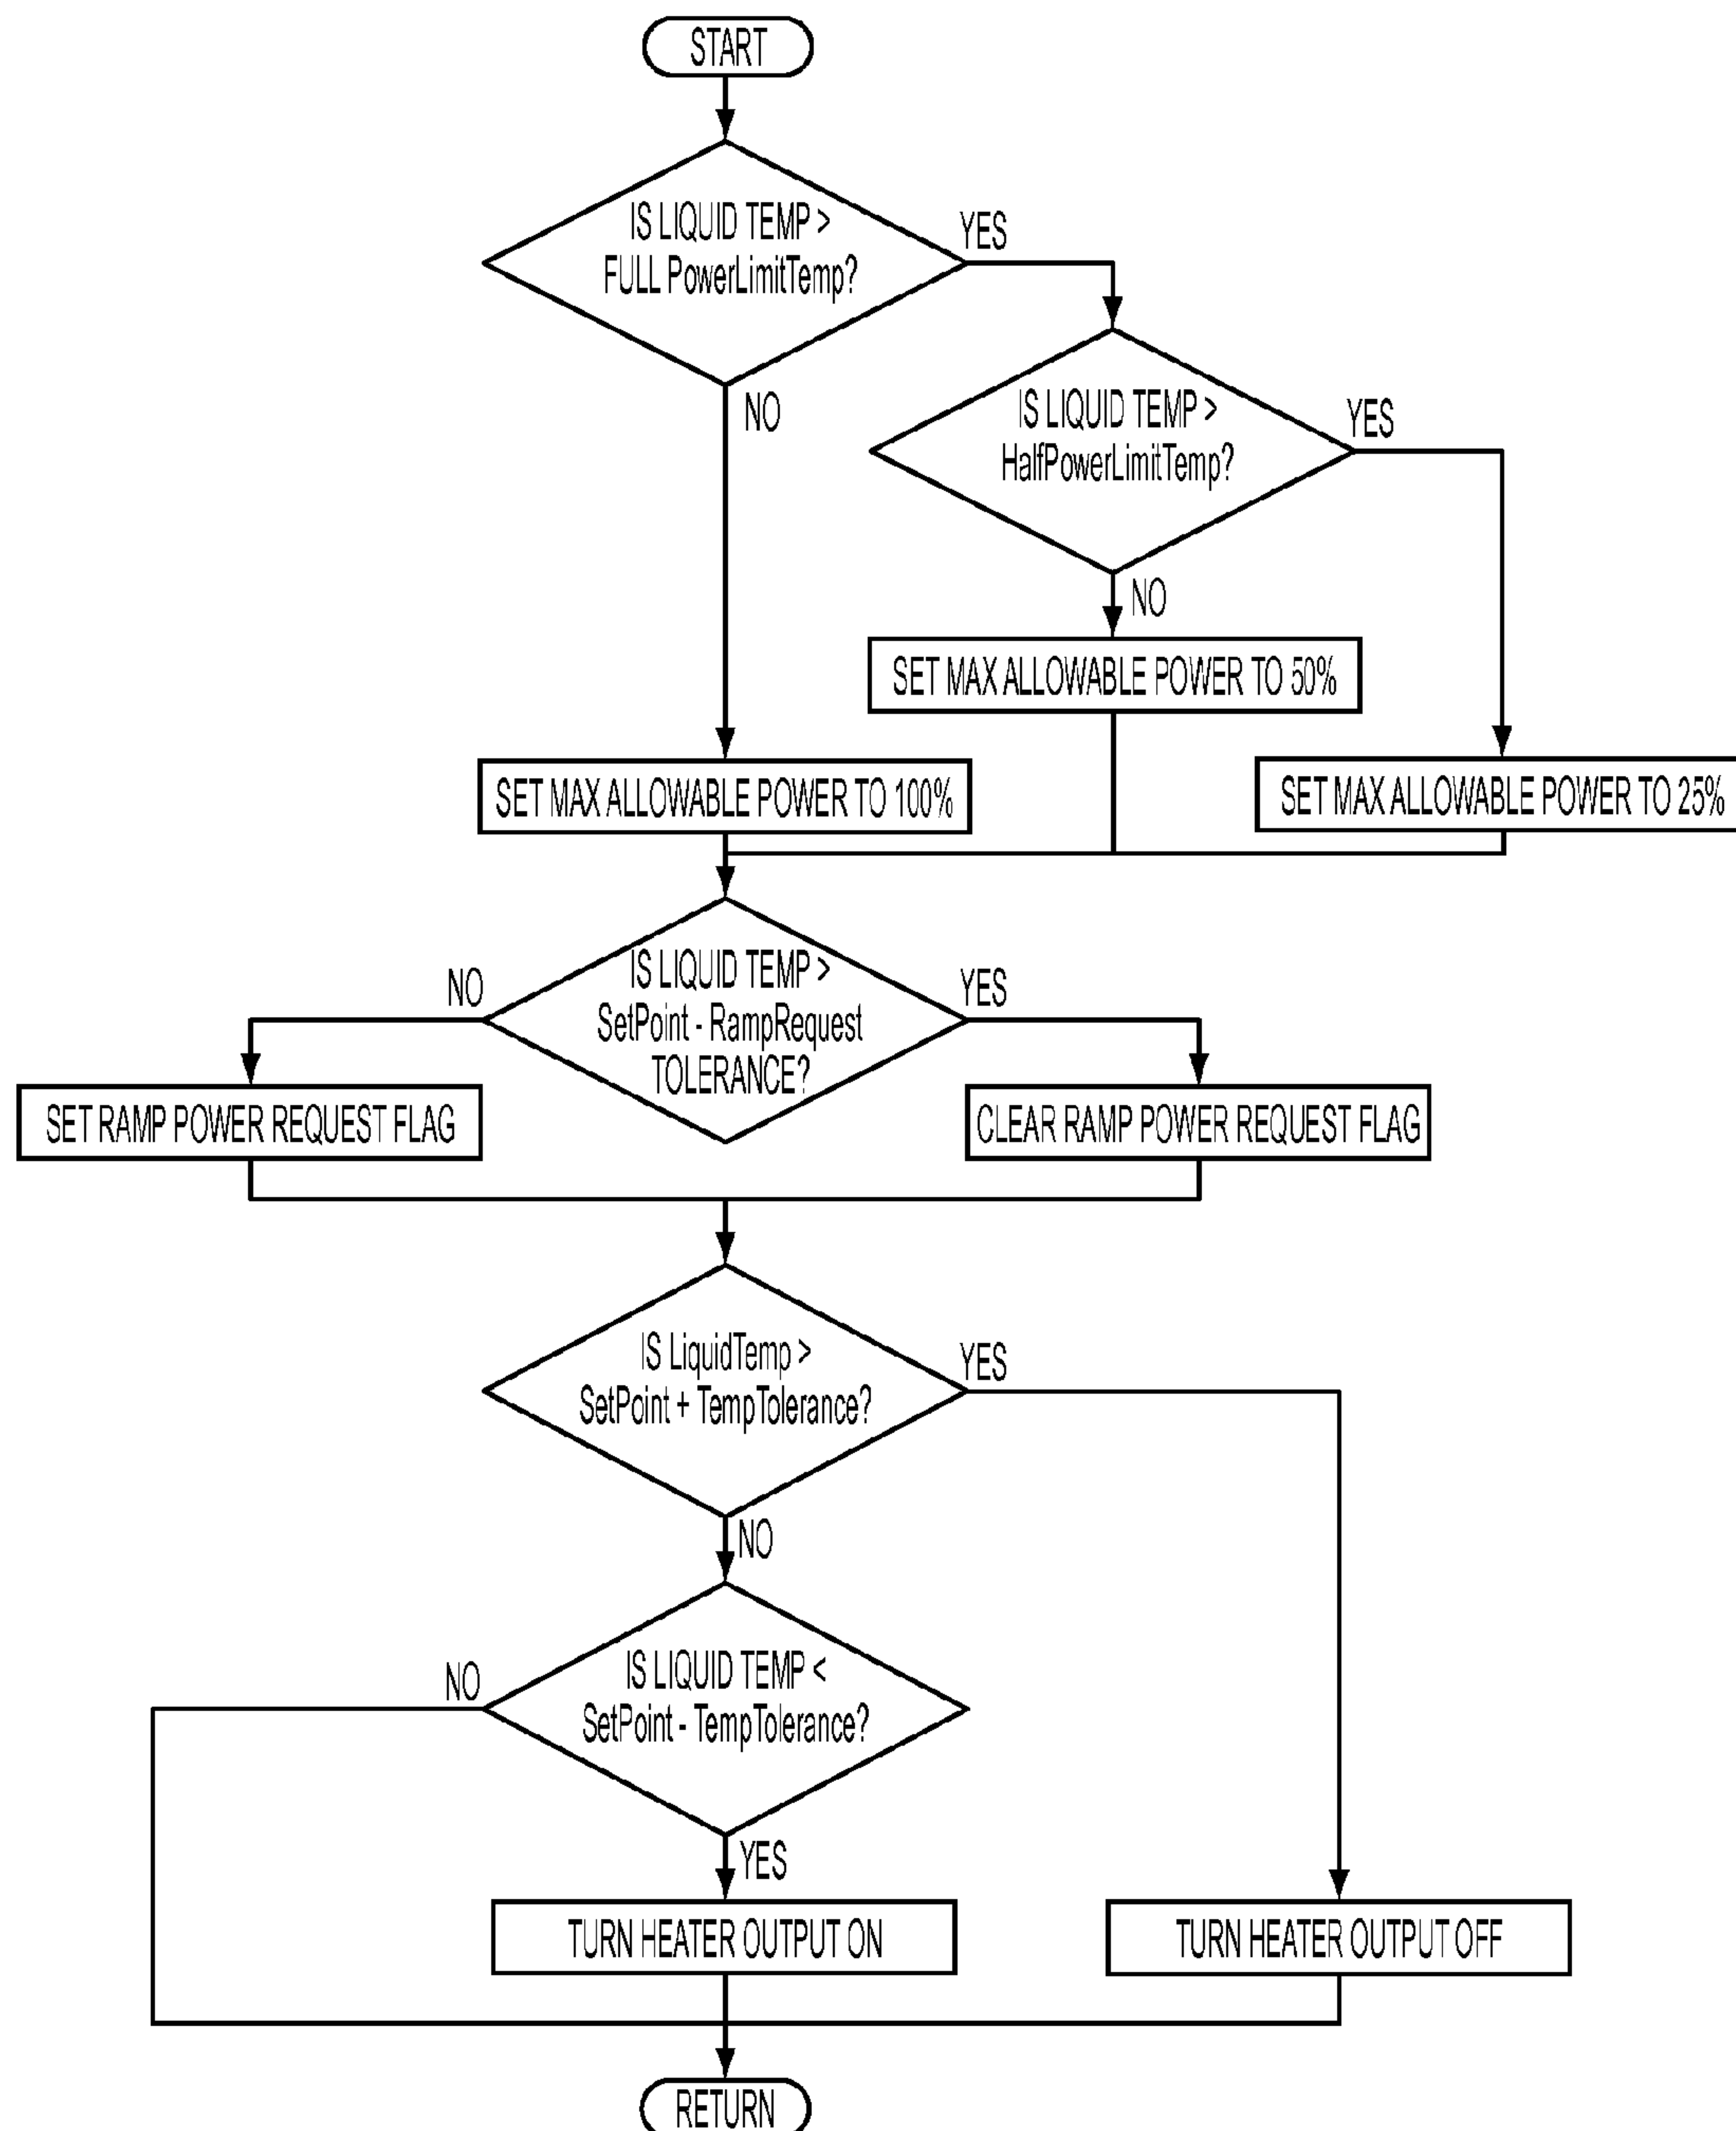 START
IS LIQUID TEMP >
FULL PowerLimitTemp?
YES
NO
IS LIQUID TEMP >
HalfPowerLimitTemp?
YES
NO
SET MAX ALLOWABLE POWER TO 50%
SET MAX ALLOWABLE POWER TO 100%
SET MAX ALLOWABLE POWER TO 25%
IS LIQUID TEMP >
SetPoint - RampRequest
TOLERANCE?
NO
YES
SET RAMP POWER REQUEST FLAG
CLEAR RAMP POWER REQUEST FLAG
IS LiquidTemp >
SetPoint + TempTolerance?
YES
NO
IS LIQUID TEMP <
SetPoint - TempTolerance?
NO
YES
TURN HEATER OUTPUT ON
TURN HEATER OUTPUT OFF
RETURN